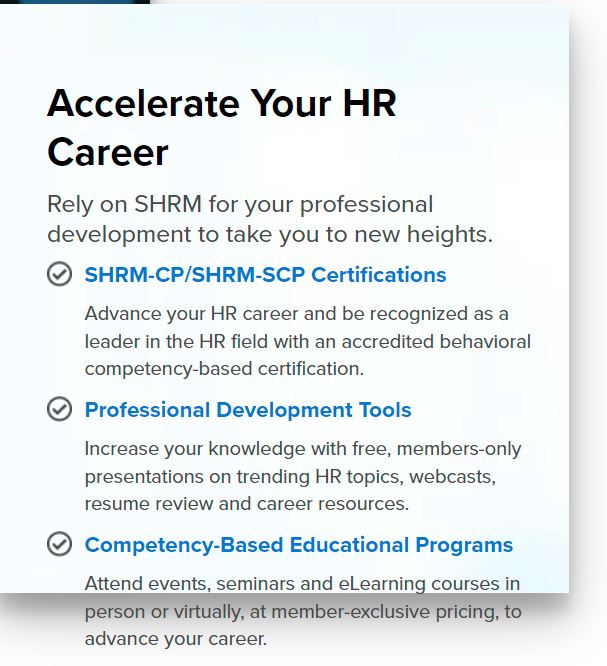 Accelerate Your HR
Career
Rely on SHRM for your professional
development to take you to new heights.
SHRM-CP/SHRM-SCP Certifications
Advance your HR career and be recognized as a
leader in the HR field with an accredited behavioral
competency-based certification.
Professional Development Tools
Increase your knowledge with free, members-only
presentations on trending HR topics, webcasts,
resume review and career resources.
Competency-Based Educational Programs
Attend events, seminars and eLearning courses in
person or virtually, at member-exclusive pricing, to
advance your career.